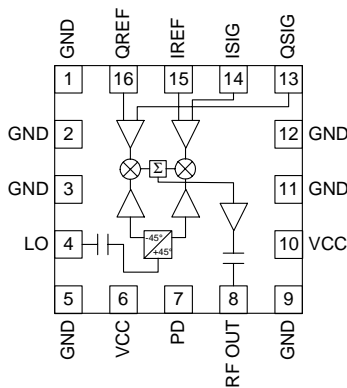 GND QREF IREF ISIG QSIG
1 16 15 14 13
GND 2 12 GND
Σ
GND 3 11 GND
LO 4 -45° +45° 10 VCC
5 6 7 8 9
GND VCC PD RF OUT GND